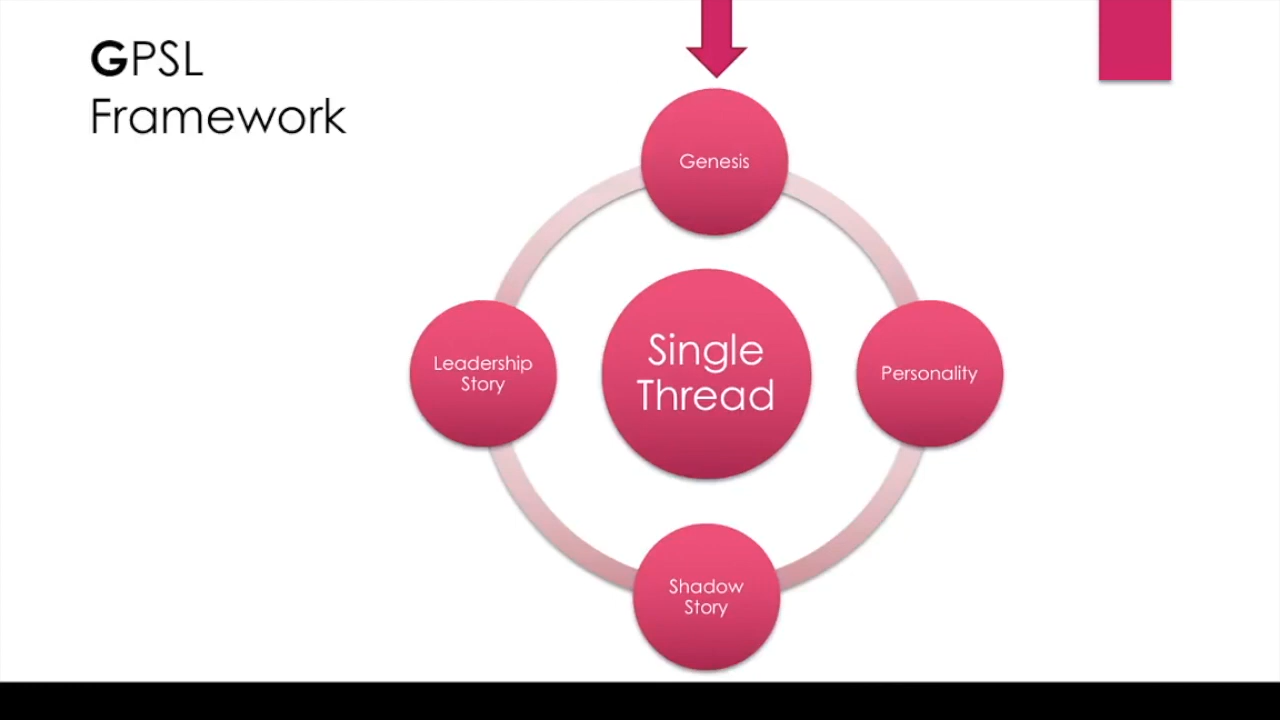 GPSL
Framework
Genesis
Leadership
Story
Single
Thread
Personality
Shadow
Story